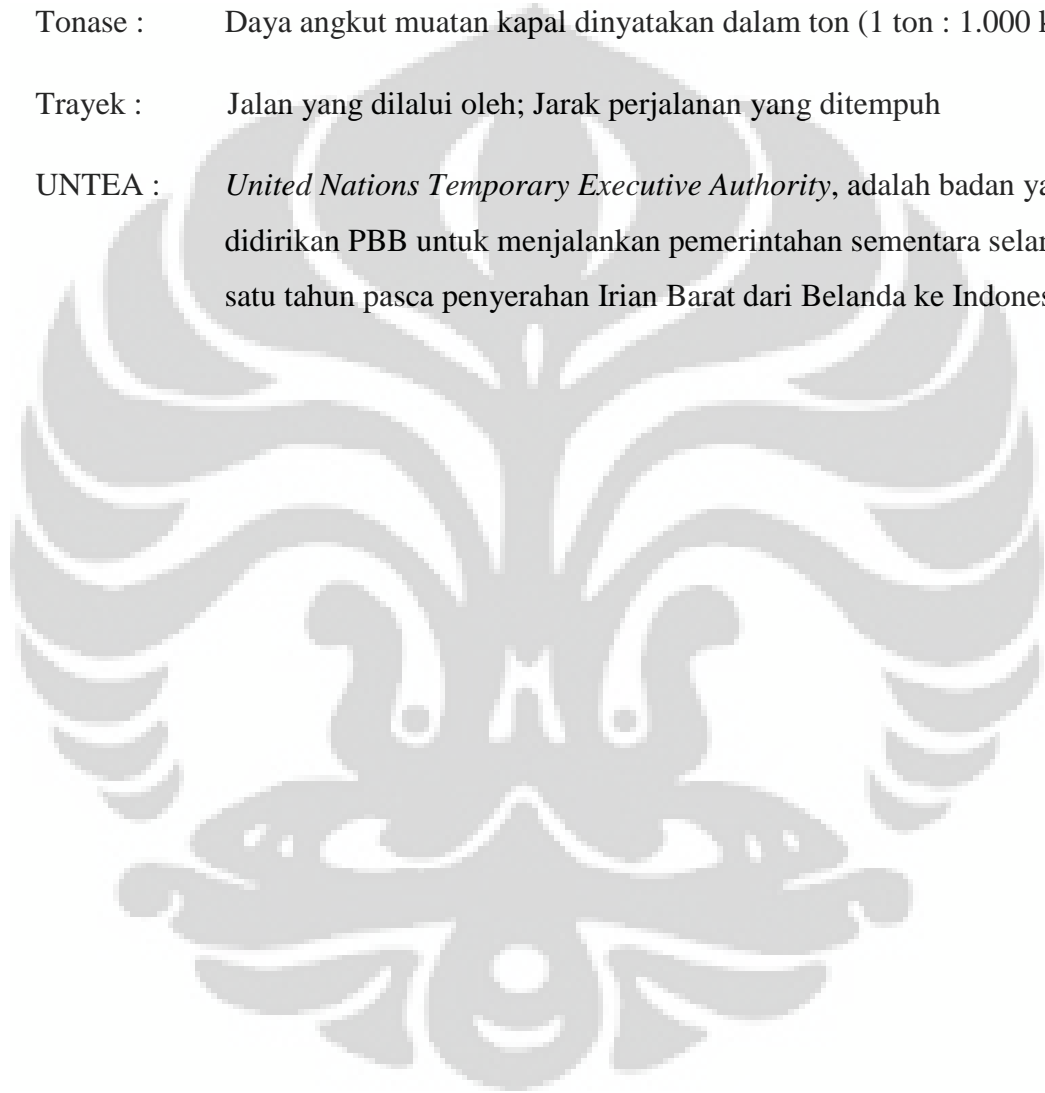 Tonase : Daya angkut muatan kapal dinyatakan dalam ton (1 ton : 1.000
Trayek : Jalan yang dilalui oleh; Jarak perjalanan yang ditempuh
UNTEA : United Nations Temporary Executive Authority, adalah badan
didirikan PBB untuk menjalankan pemerintahan sementara
satu tahun pasca penyerahan Irian Barat dari Belanda ke